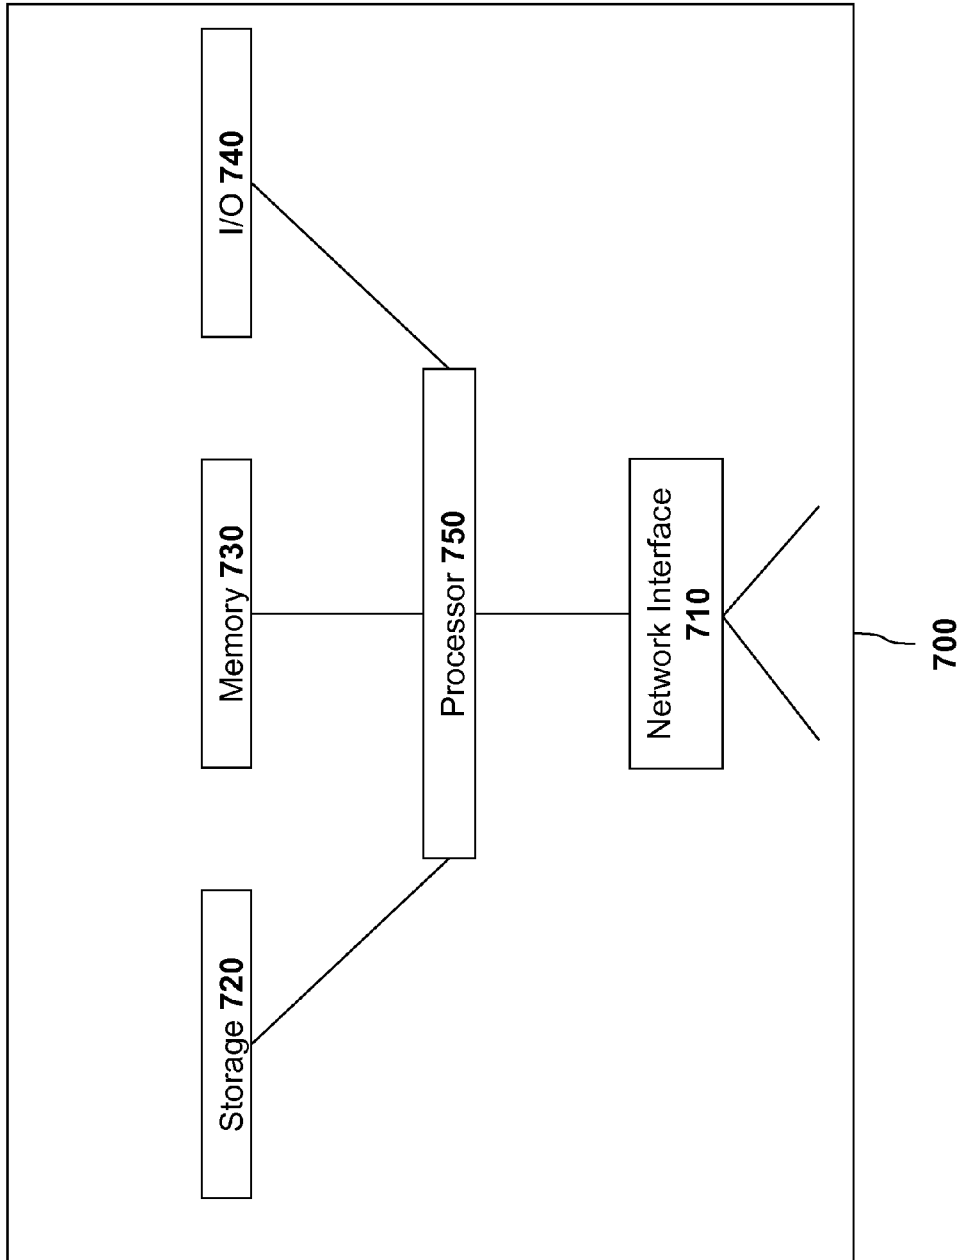 Storage 720
Memory 730
I/O 740
Processor 750
Network Interface
710
700